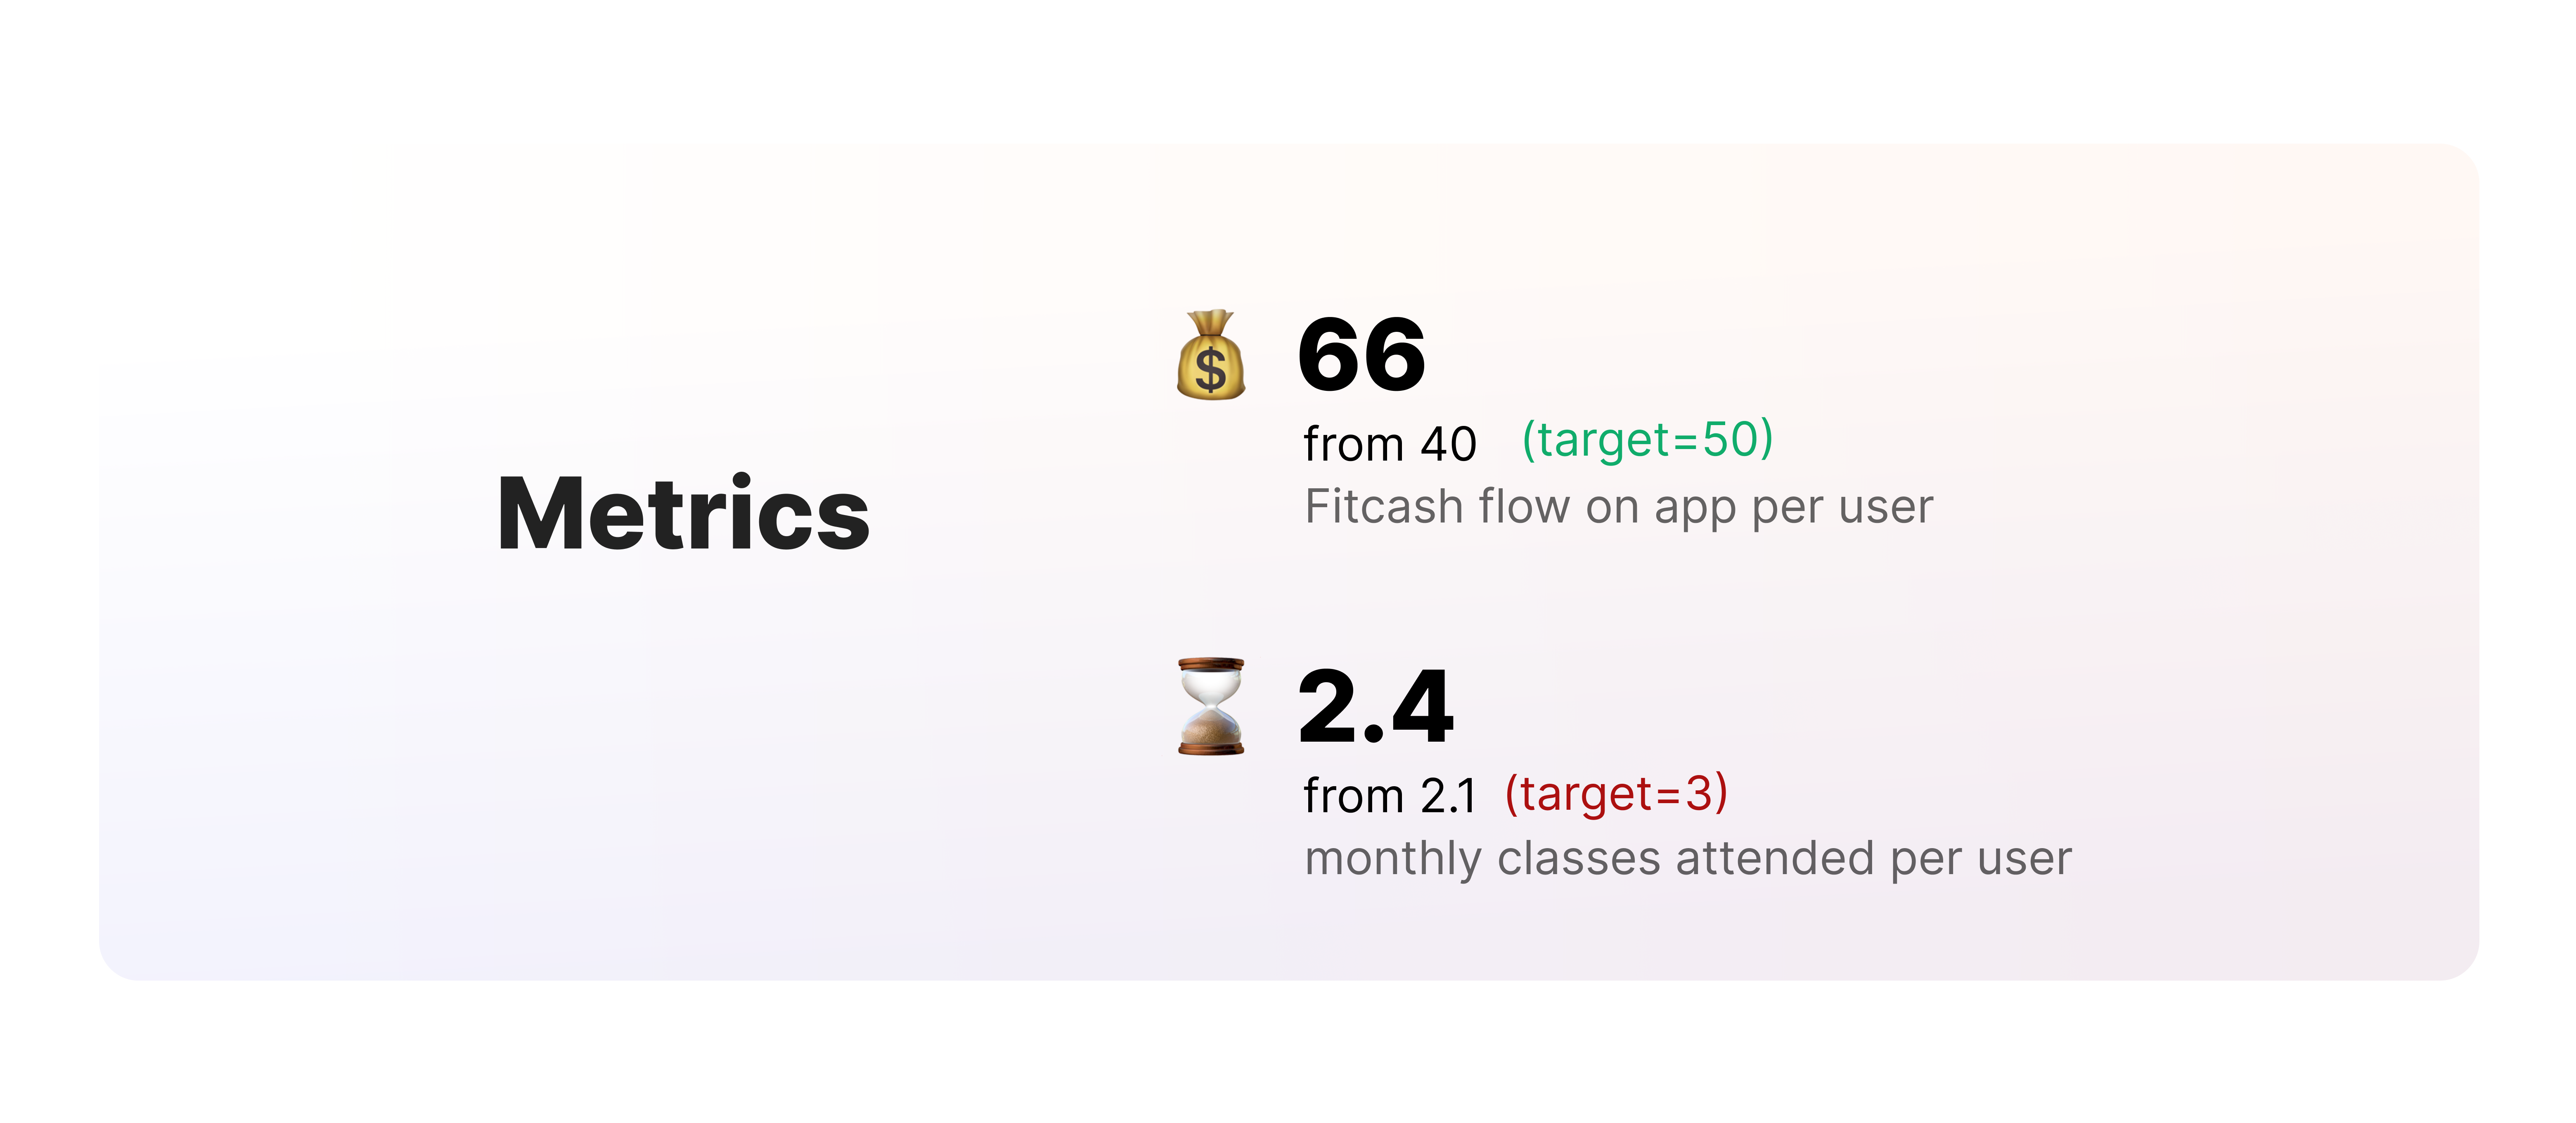 Metrics
66
from 40 (target=50)
Fitcash flow on app per user
2.4
from 2.1 (target=3)
monthly classes attended per user